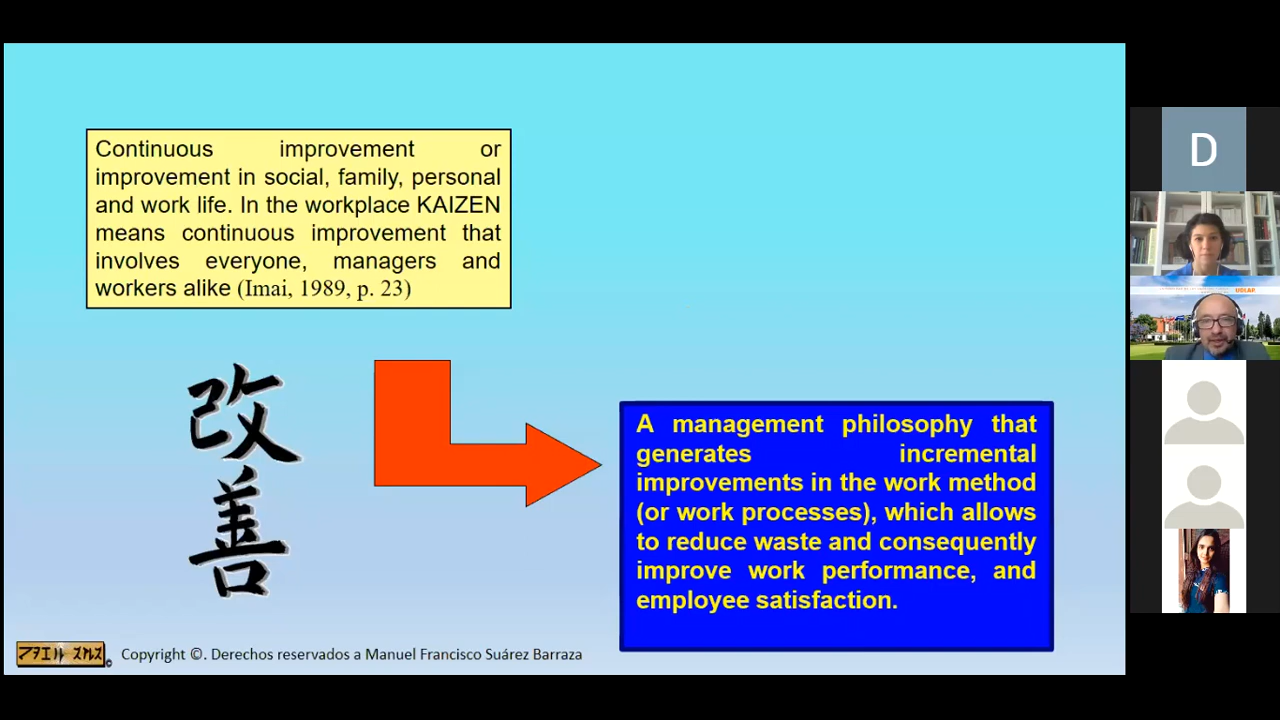 Continuous improvement or
improvement in social, family, personal
and work life. In the workplace KAIZEN
means continuous improvement that
involves everyone, managers and
workers alike (Imai, 1989, p. 23)
改
善
A management philosophy that
generates incremental
improvements in the work method
(or work processes), which allows
to reduce waste and consequently
improve work performance, and
employee satisfaction.
Copyright ©. Derechos reservados a Manuel Francisco Suárez Barraza
D
UDLAP